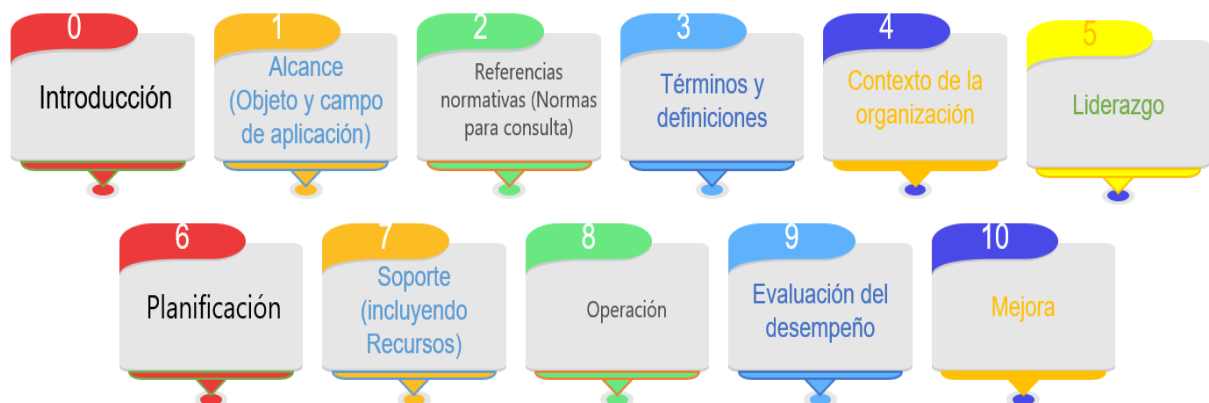 0
Introducción
1
Alcance
(Objeto y campo
de aplicación)
2
Referencias
normativas (Normas
para consulta)
3
Términos y
definiciones
4
Contexto de la
organización
5
Liderazgo
6
Planificación
7
Soporte
(incluyendo
Recursos)
8
Operación
9
Evaluación del
desempeño
10
Mejora